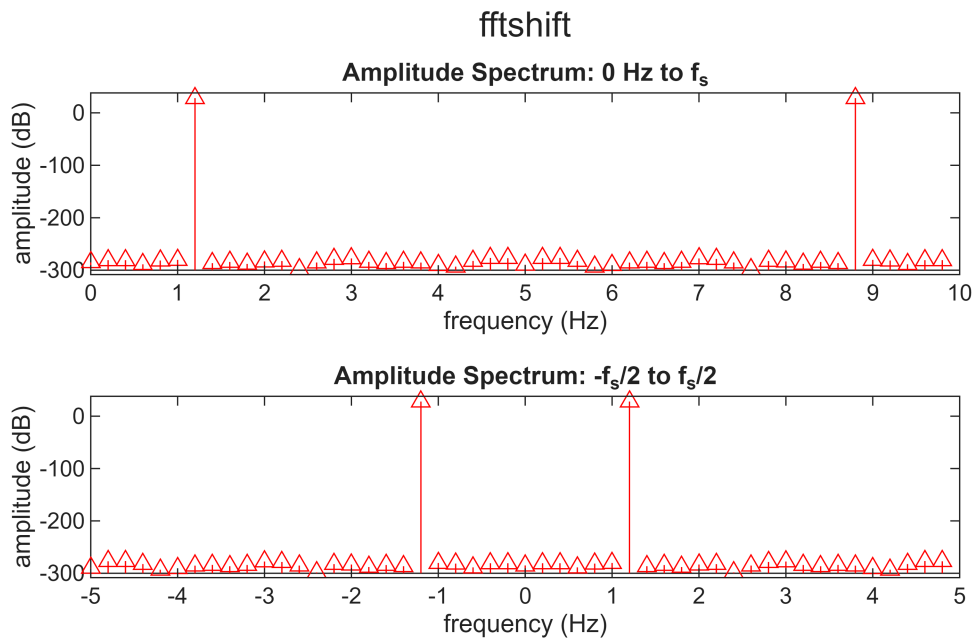 fftshift
Amplitude Spectrum: 0 Hz to fs
amplitude (dB)
0
-100
-200
-300
0 1 2 3 4 5 6 7 8 9 10
frequency (Hz)
Amplitude Spectrum: -fs/2 to fs/2
amplitude (dB)
0
-100
-200
-300
-5 -4 -3 -2 -1 0 1 2 3 4 5
frequency (Hz)